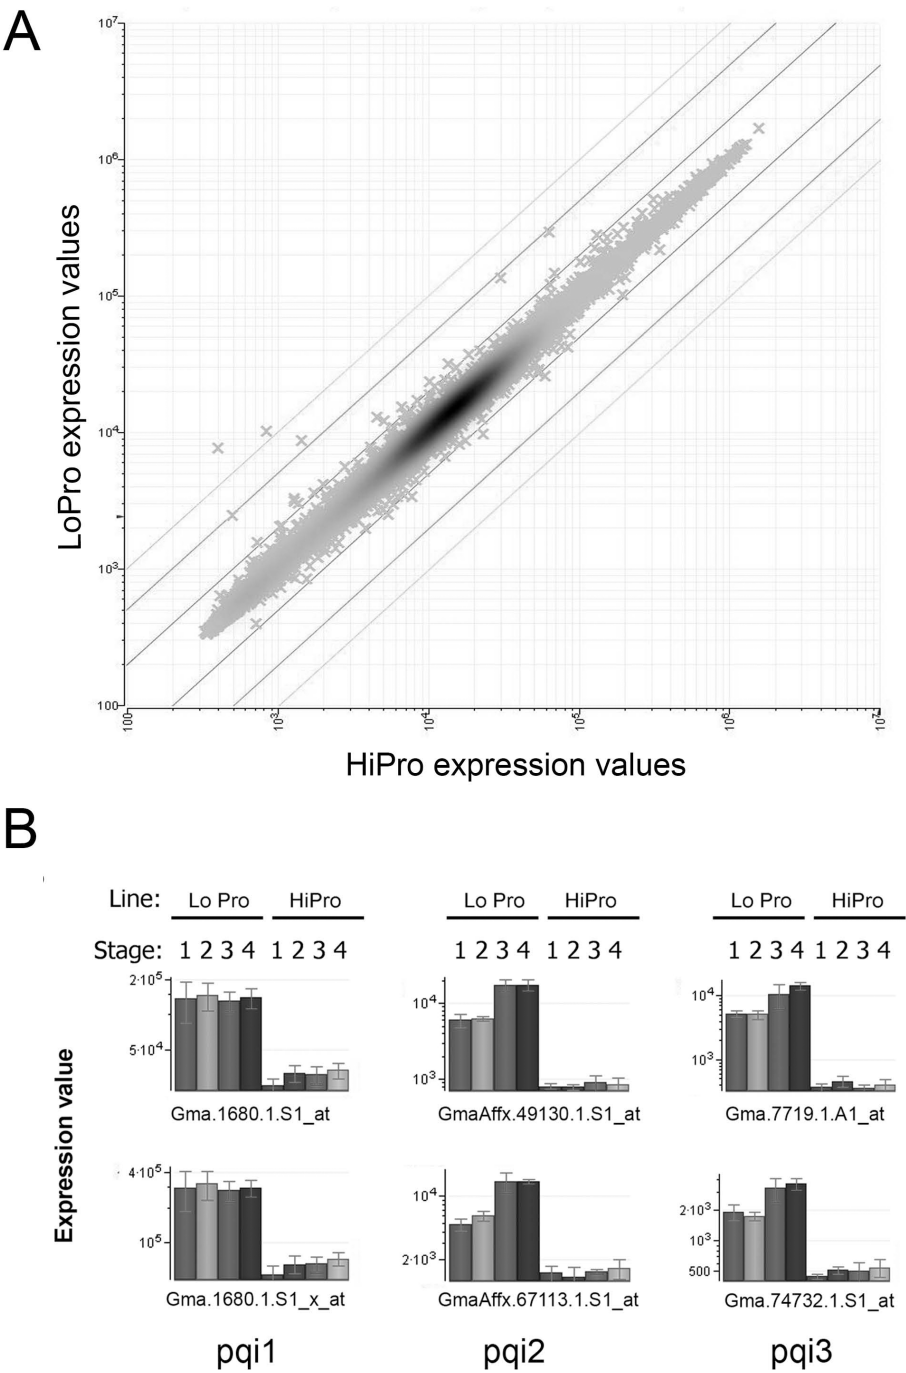 A
10⁷
10⁶
10⁵
10⁴
10³
100
LoPro expression values
100 10³ 10⁴ 10⁵ 10⁶ 10⁷
HiPro expression values
B
Line: Lo Pro HiPro Lo Pro HiPro Lo Pro HiPro
Stage: 1 2 3 4 1 2 3 4 1 2 3 4 1 2 3 4 1 2 3 4 1 2 3 4
Expression value
2·10⁵ 10⁴ 10⁴
5·10⁴ 10³ 10³
Gma.1680.1.S1_at GmaAffx.49130.1.S1_at Gma.7719.1.A1_at
4·10⁵ 10⁴ 2·10³
10⁵ 2·10³ 10³
500
Gma.1680.1.S1_x_at GmaAffx.67113.1.S1_at Gma.74732.1.S1_at
pqi1 pqi2 pqi3